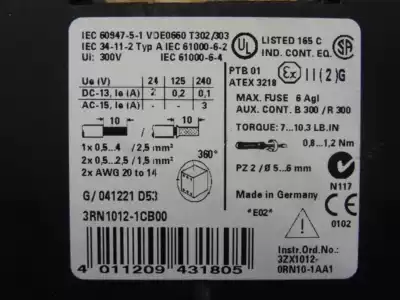 IEC 60947-5-1 VDE0660 T302/303
IEC 34-11-2 Typ A IEC 61000-6-2
Ui: 300V IEC 61000-6-4
Ue (V) 24 125 240
DC-13, Ie (A) 2 0,2 0,1
AC-15, Ie (A) - - 3
10 10
1x 0,5...4 / 2,5 mm²
2x 0,5...2,5 / 1,5 mm²
2x AWG 20 to 14
360°
G/ 041221 D53
3RN1012-1CB00
4 011209 431805
UL LISTED 165 C SA
IND. CONT. EQ.
PTB 01
ATEX 3218
Ex II (2) G
MAX. FUSE 6 Agl
AUX. CONT. B 300 / R 300
TORQUE: 7...10.3 LB.IN
0,8...1,2 Nm
PZ 2 / Ø 5...6 mm
Made in Germany
N117
*E02*
CE
0102
Instr.Ord.No.:
3ZX1012-
0RN10-1AA1